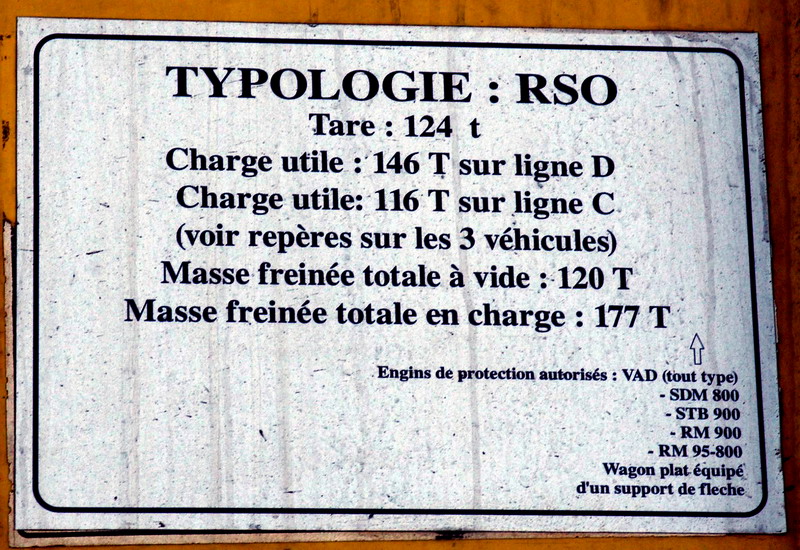 TYPOLOGIE : RSO
Tare : 124 t
Charge utile : 146 T sur ligne D
Charge utile: 116 T sur ligne C
(voir repères sur les 3 véhicules)
Masse freinée totale à vide : 120 T
Masse freinée totale en charge : 177 T
Engins de protection autorisés : VAD (tout type)
- SDM 800
- STB 900
- RM 900
- RM 95-800
Wagon plat équipé
d'un support de fleche